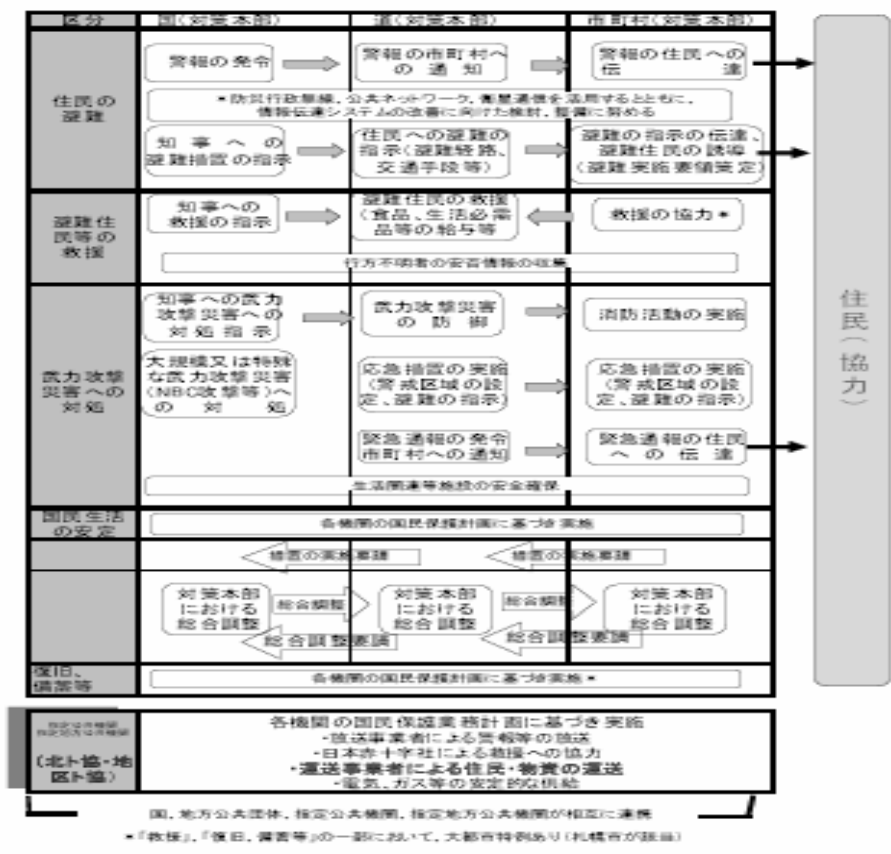 区分 国(対策本部) 道(対策本部) 市町村(対策本部)
住民の
避難
警報の発令
警報の市町村へ
の通知
警報の住民への
伝達
*防災行政無線，公共ネットワーク，衛星通信を活用するとともに，
情報伝達システムの改善に向けた検討，整備に努める
知事への
避難措置の指示
住民への避難の
指示(避難経路、
交通手段等)
避難の指示の伝達、
避難住民の誘導
(避難実施要領策定)
避難住
民等の
救援
知事への
救援の指示
避難住民の救援
(食品、生活必需
品等の給与等
救援の協力*
行方不明者の安否情報の収集
武力攻撃
災害への
対処
知事への武力
攻撃災害への
対処指示
武力攻撃災害
の防御
消防活動の実施
大規模又は特殊
な武力攻撃災害
(NBC攻撃等)へ
の対処
応急措置の実施
(警戒区域の設
定、避難の指示)
応急措置の実施
(警戒区域の設
定、避難の指示)
緊急通報の発令
市町村への通知
緊急通報の住民
への伝達
生活関連等施設の安全確保
国民生活
の安定
各機関の国民保護計画に基づき実施
措置の実施要請
措置の実施要請
対策本部
における
総合調整
総合調整
対策本部
における
総合調整
総合調整
対策本部
における
総合調整
総合調整要請
総合調整要請
復旧、
備蓄等
各機関の国民保護計画に基づき実施*
住民(協力)
指定公共機関
指定地方公共機関
(北ト協・地
区ト協)
各機関の国民保護業務計画に基づき実施
・放送事業者による警報等の放送
・日本赤十字社による救援への協力
・運送事業者による住民・物資の運送
・電気、ガス等の安定的な供給
国，地方公共団体，指定公共機関，指定地方公共機関が相互に連携
*「救援」，「復旧，備蓄等」の一部において，大都市特例あり(札幌市が該当)